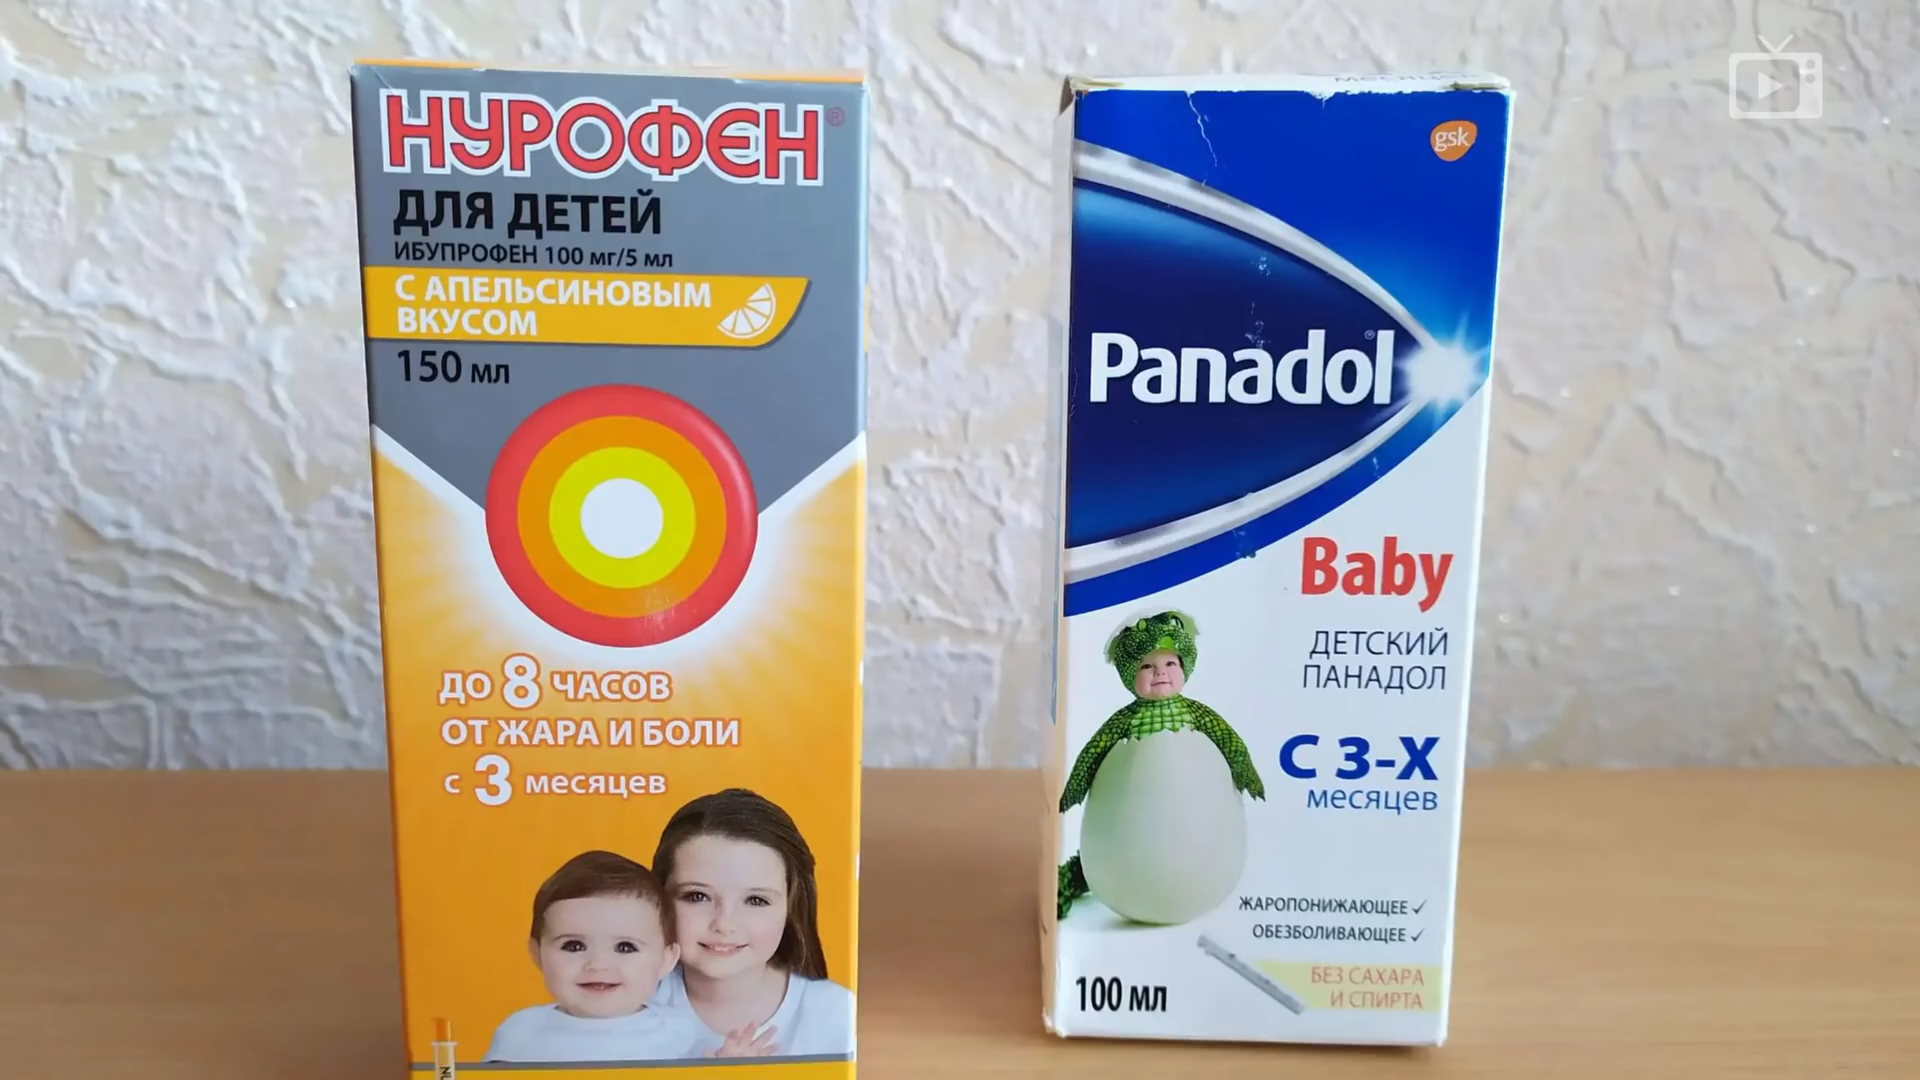 НУРОФЕН®
ДЛЯ ДЕТЕЙ
ИБУПРОФЕН 100 мг/5 мл
С АПЕЛЬСИНОВЫМ
ВКУСОМ
150 мл
ДО 8 ЧАСОВ
ОТ ЖАРА И БОЛИ
с 3 месяцев
месяцев
gsk
Panadol®
Baby
ДЕТСКИЙ
ПАНАДОЛ
С 3-Х
месяцев
ЖАРОПОНИЖАЮЩЕЕ ✓
ОБЕЗБОЛИВАЮЩЕЕ ✓
БЕЗ САХАРА
И СПИРТА
100 мл